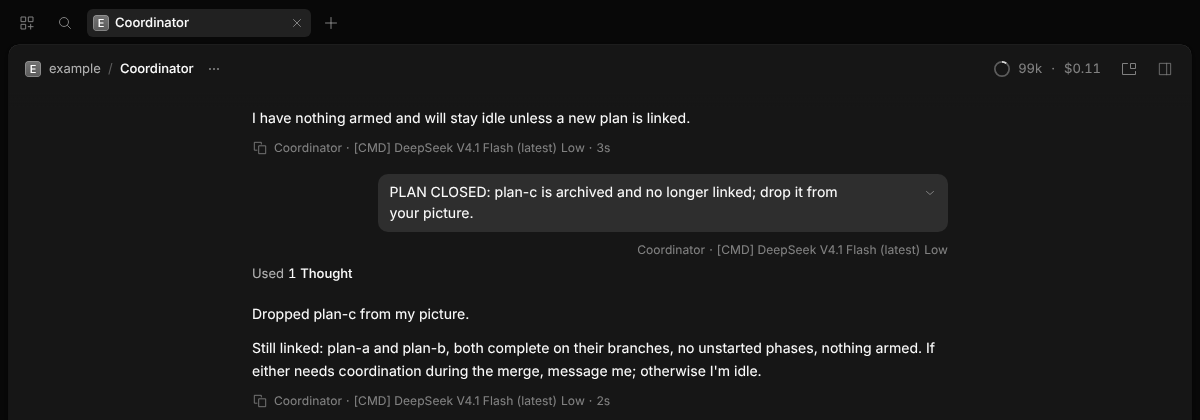 E Coordinator
E example / Coordinator ···
99k · $0.11
I have nothing armed and will stay idle unless a new plan is linked.
Coordinator · [CMD] DeepSeek V4.1 Flash (latest) Low · 3s
PLAN CLOSED: plan-c is archived and no longer linked; drop it from
your picture.
Coordinator · [CMD] DeepSeek V4.1 Flash (latest) Low
Used 1 Thought
Dropped plan-c from my picture.
Still linked: plan-a and plan-b, both complete on their branches, no unstarted phases, nothing armed. If
either needs coordination during the merge, message me; otherwise I'm idle.
Coordinator · [CMD] DeepSeek V4.1 Flash (latest) Low · 2s